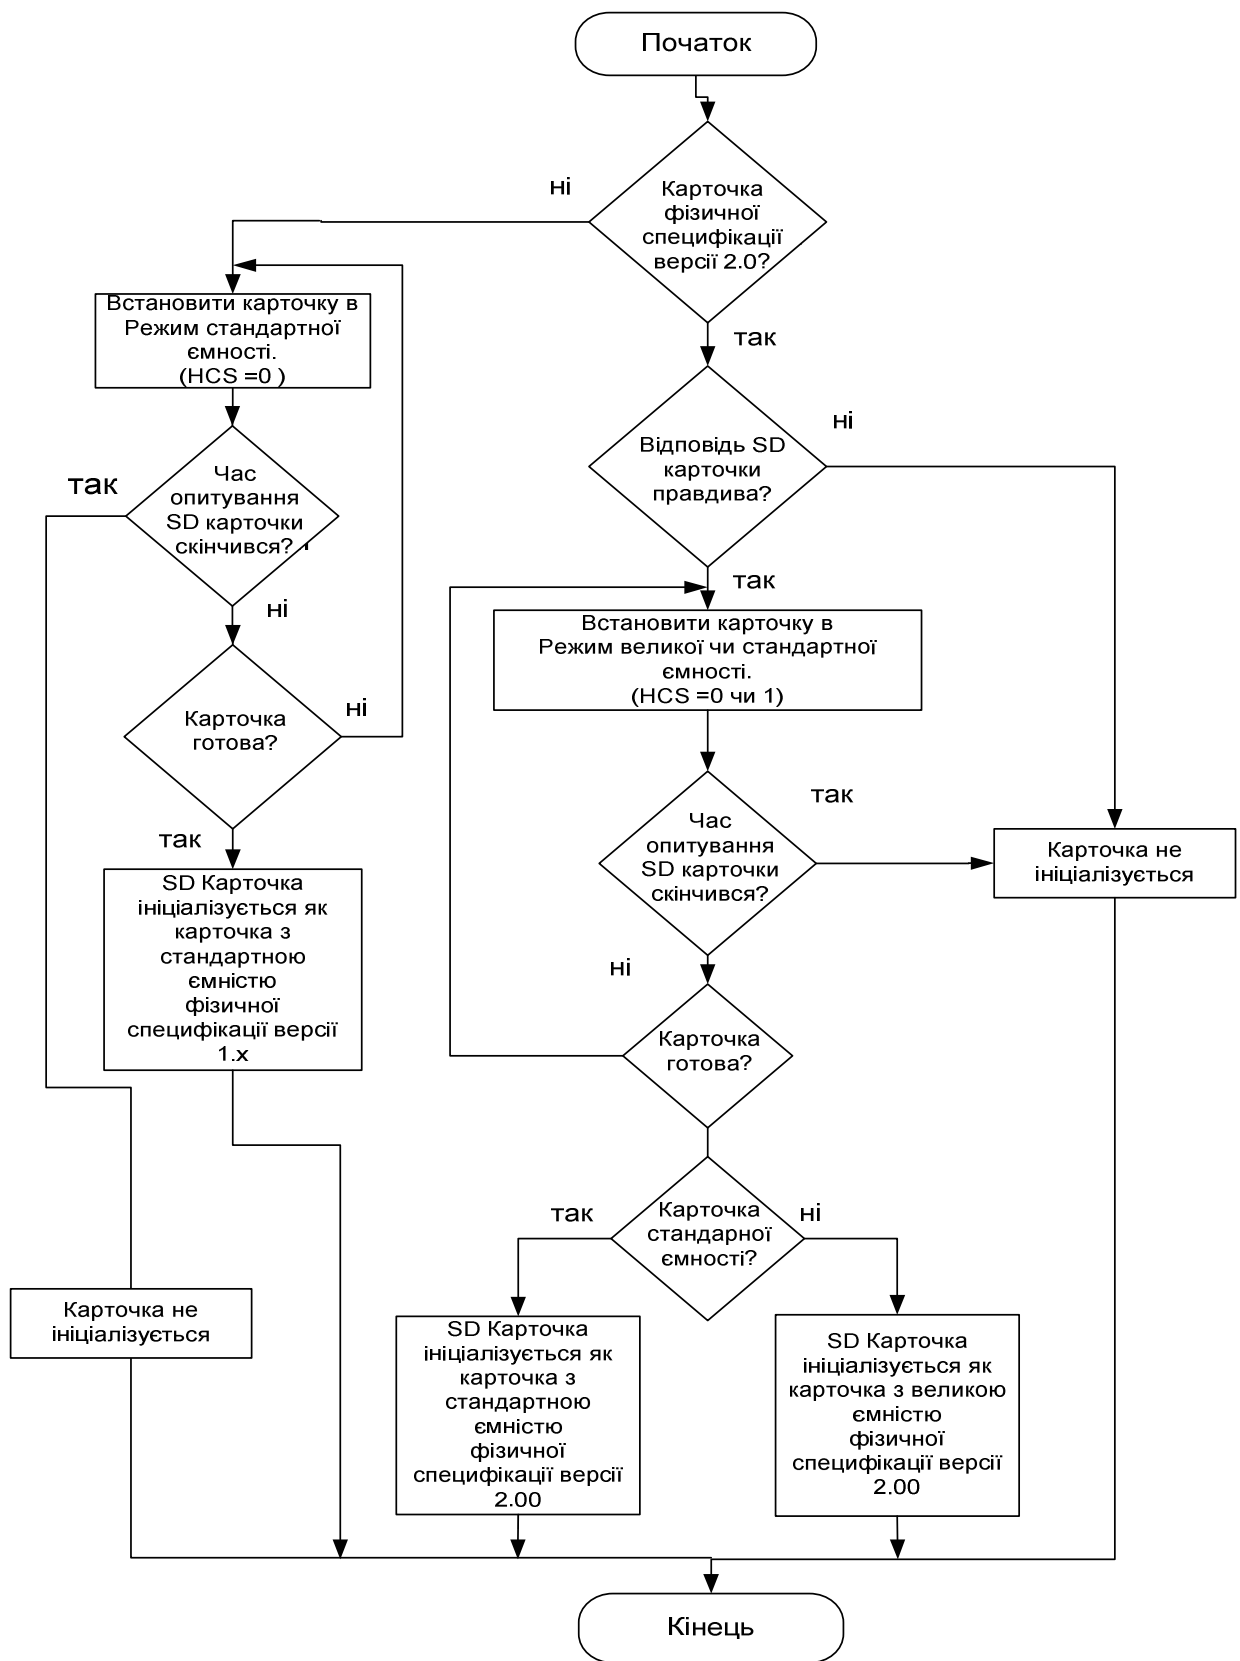 Початок
ні
Карточка
фізичної
специфікації
версії 2.0?
так
Встановити карточку в
Режим стандартної
ємності.
(HCS =0 )
ні
Відповідь SD
карточки
правдива?
так
Час
опитування
SD карточки
скінчився?
так
ні
Встановити карточку в
Режим великої чи стандартної
ємності.
(HCS =0 чи 1)
Карточка
готова?
ні
так
так
Час
опитування
SD карточки
скінчився?
Карточка не
ініціалізується
SD Карточка
ініціалізується як
карточка з
стандартною
ємністю
фізичної
специфікації версії
1.х
ні
Карточка
готова?
так
Карточка
стандарної
ємності?
ні
Карточка не
ініціалізується
SD Карточка
ініціалізується як
карточка з
стандартною
ємністю
фізичної
специфікації версії
2.00
SD Карточка
ініціалізується як
карточка з великою
ємністю
фізичної
специфікації версії
2.00
Кінець